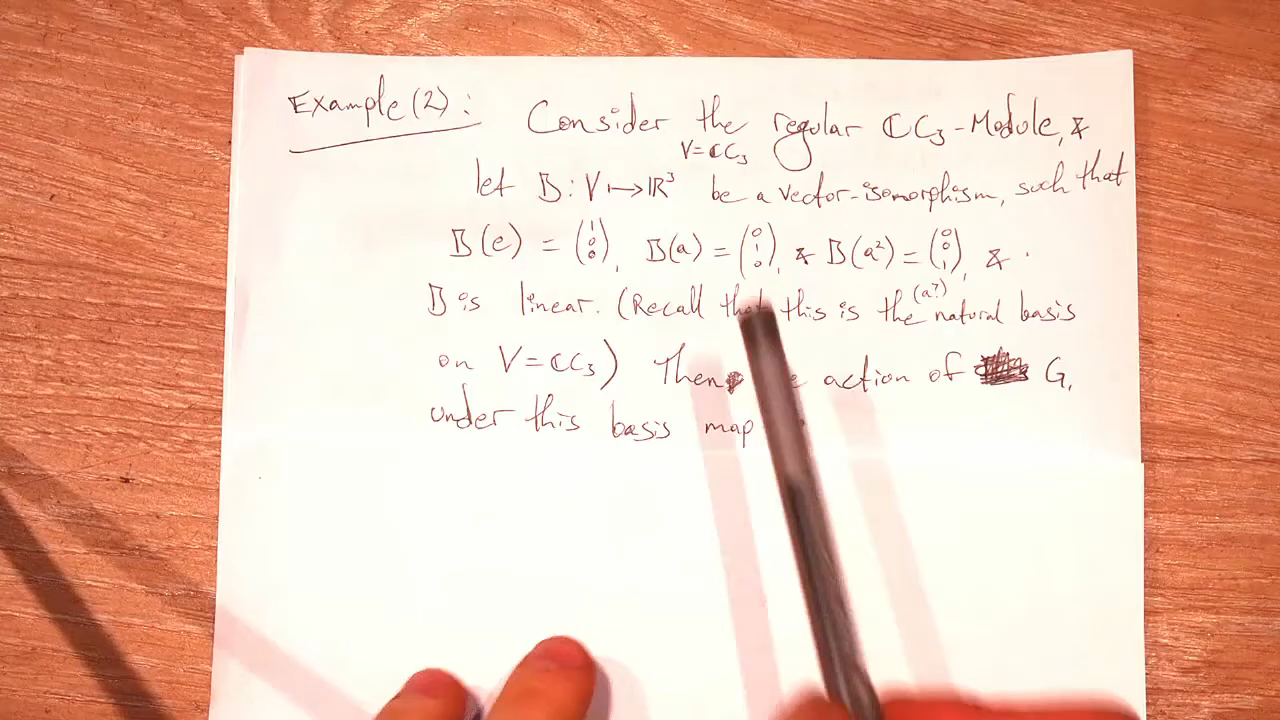 Example(2): Consider the regular ℂC₃-Module, &
V=ℂC₃
let B: V ↦ ℝ³ be a vector-isomorphism, such that
B(e) = (1 0 0), B(a) = (0 1 0), & B(a²) = (0 0 1), &
B is linear. (Recall that this is the (a?) natural basis
on V=ℂC₃) Then action of G,
under this basis map